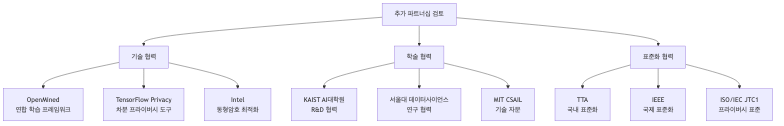 추가 파트너십 검토
기술 협력
학술 협력
표준화 협력
OpenMined
연합 학습 프레임워크
TensorFlow Privacy
차분 프라이버시 도구
Intel
동형암호 최적화
KAIST AI대학원
R&D 협력
서울대 데이터사이언스
연구 협력
MIT CSAIL
기술 자문
TTA
국내 표준화
IEEE
국제 표준화
ISO/IEC JTC1
프라이버시 표준